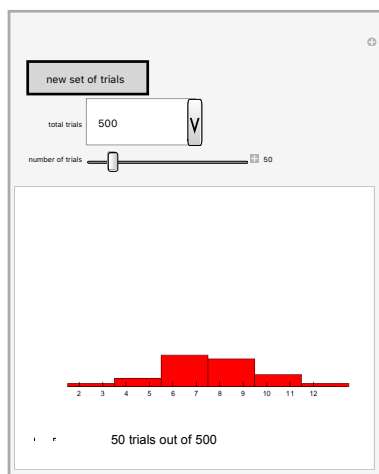 new set of trials
total trials 500
number of trials 50
2 3 4 5 6 7 8 9 10 11 12
50 trials out of 500